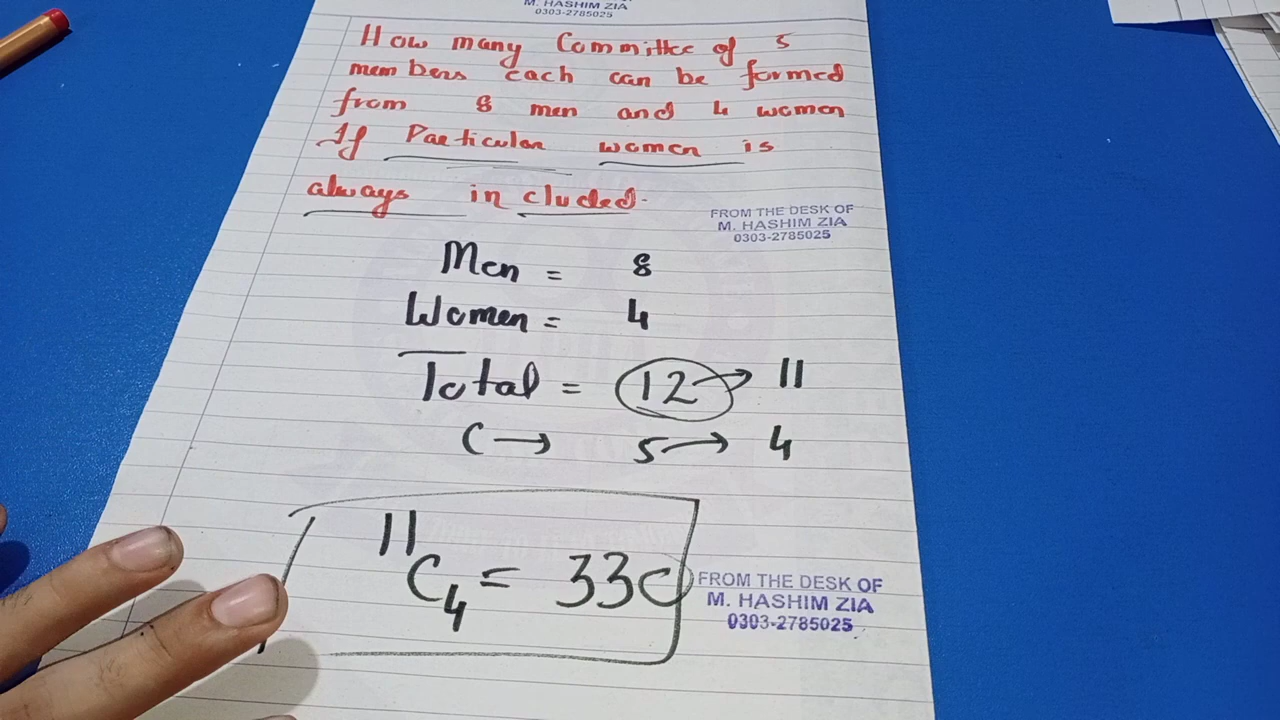 M. HASHIM ZIA
0303-2785025
How many Committee of 5
members each can be formed
from 8 men and 4 women
If Particular women is
always included.
FROM THE DESK OF
M. HASHIM ZIA
0303-2785025
Men = 8
Women = 4
Total = 12 → 11
C → 5 → 4
11C4 = 330
FROM THE DESK OF
M. HASHIM ZIA
0303-2785025